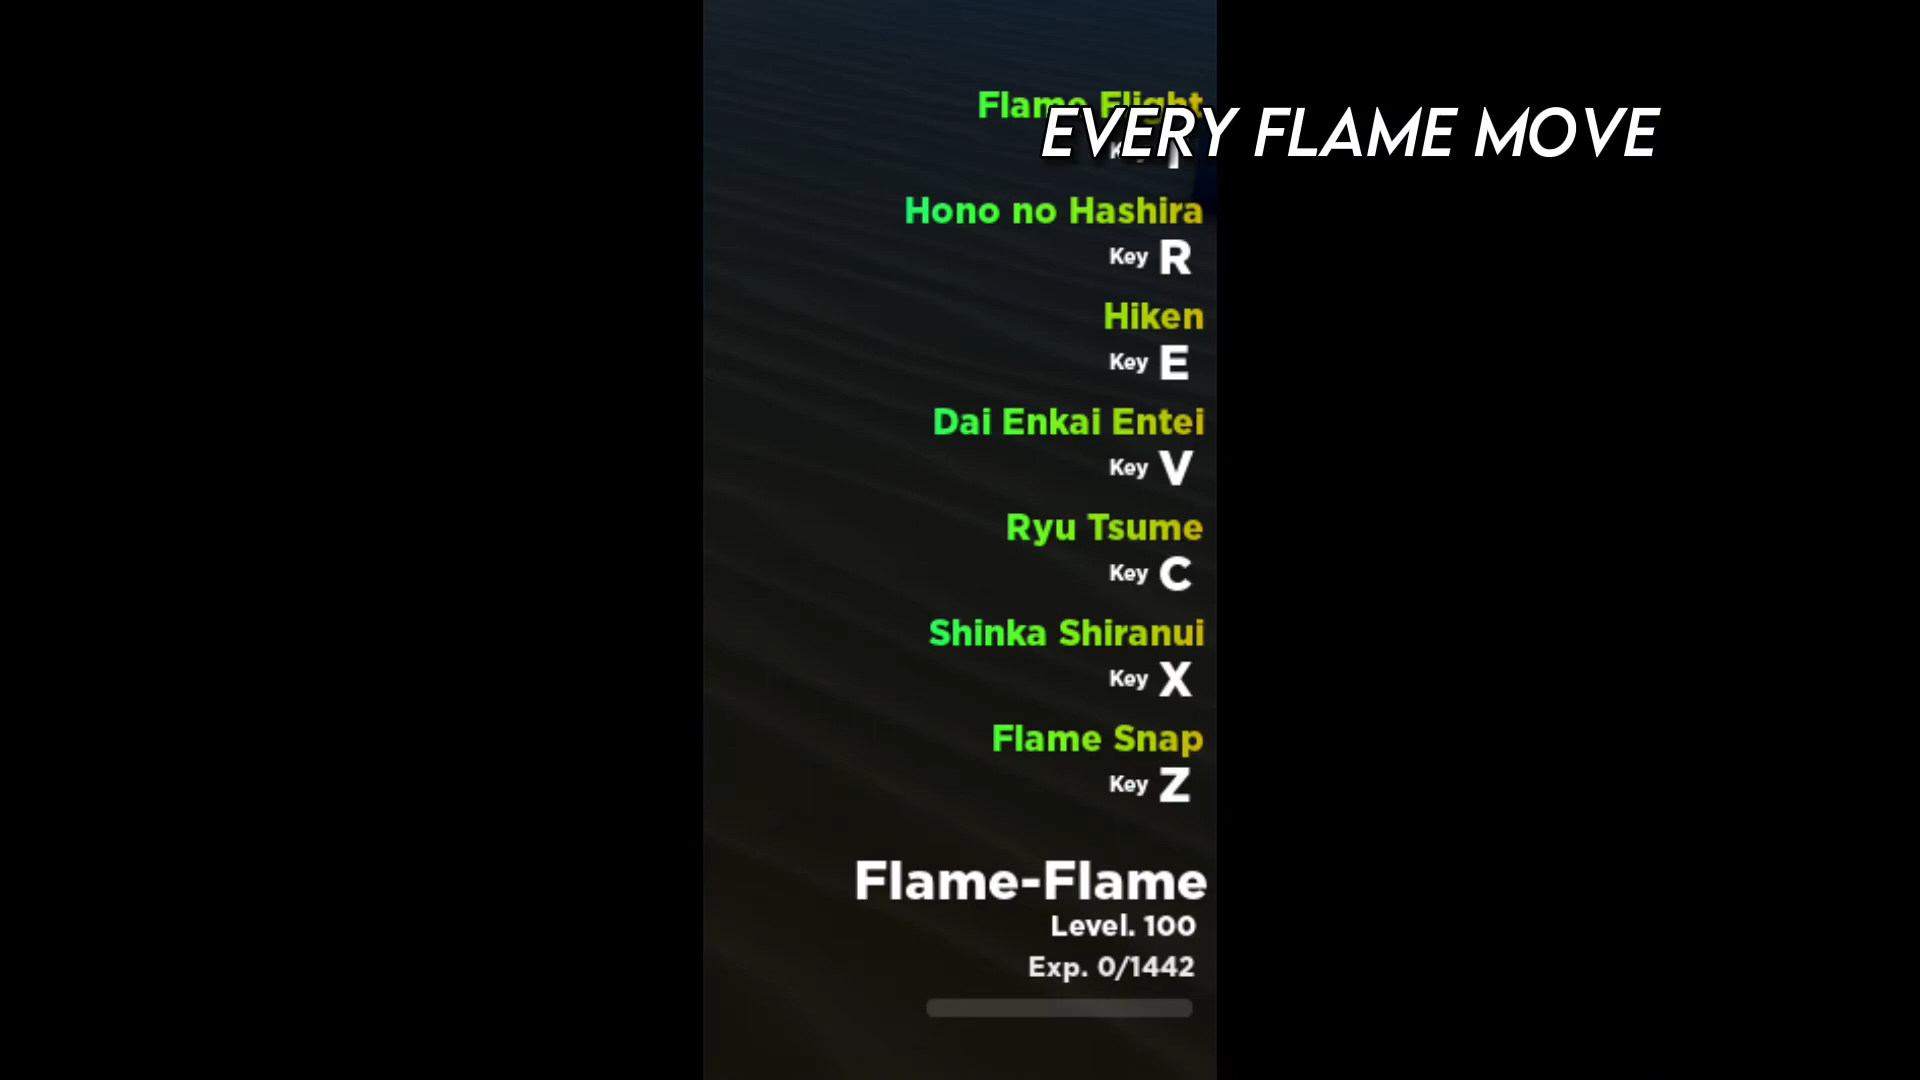 Flame Flight
EVERY FLAME MOVE
Hono no Hashira
Key R
Hiken
Key E
Dai Enkai Entei
Key V
Ryu Tsume
Key C
Shinka Shiranui
Key X
Flame Snap
Key Z
Flame-Flame
Level. 100
Exp. 0/1442